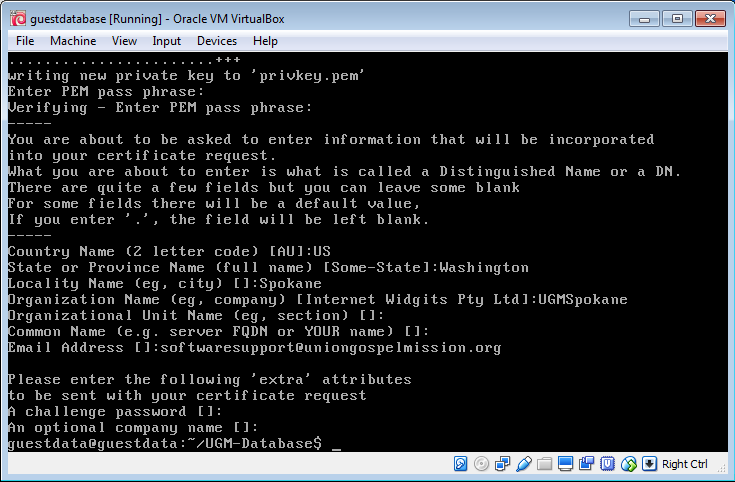 guestdatabase [Running] - Oracle VM VirtualBox
File Machine View Input Devices Help
.......................+++
writing new private key to 'privkey.pem'
Enter PEM pass phrase:
Verifying - Enter PEM pass phrase:
-----
You are about to be asked to enter information that will be incorporated
into your certificate request.
What you are about to enter is what is called a Distinguished Name or a DN.
There are quite a few fields but you can leave some blank
For some fields there will be a default value,
If you enter '.', the field will be left blank.
-----
Country Name (2 letter code) [AU]:US
State or Province Name (full name) [Some-State]:Washington
Locality Name (eg, city) []:Spokane
Organization Name (eg, company) [Internet Widgits Pty Ltd]:UGMSpokane
Organizational Unit Name (eg, section) []:
Common Name (e.g. server FQDN or YOUR name) []:
Email Address []:softwaresupport@uniongospelmission.org
Please enter the following 'extra' attributes
to be sent with your certificate request
A challenge password []:
An optional company name []:
guestdata@guestdata:~/UGM-Database$ _
Right Ctrl